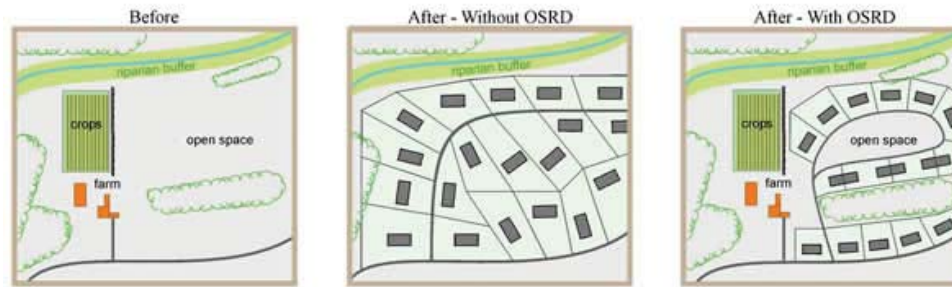 Before
After - Without OSRD
After - With OSRD
riparian buffer
crops
open space
farm
riparian buffer
riparian buffer
crops
open space
farm